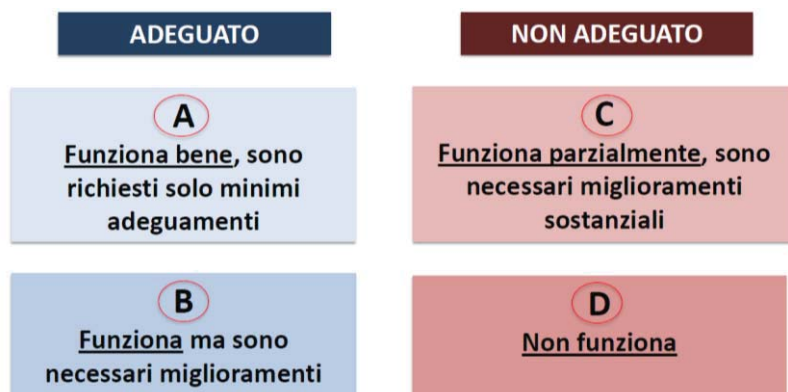 ADEGUATO
NON ADEGUATO
A
Funziona bene, sono
richiesti solo minimi
adeguamenti
C
Funziona parzialmente, sono
necessari miglioramenti
sostanziali
B
Funziona ma sono
necessari miglioramenti
D
Non funziona